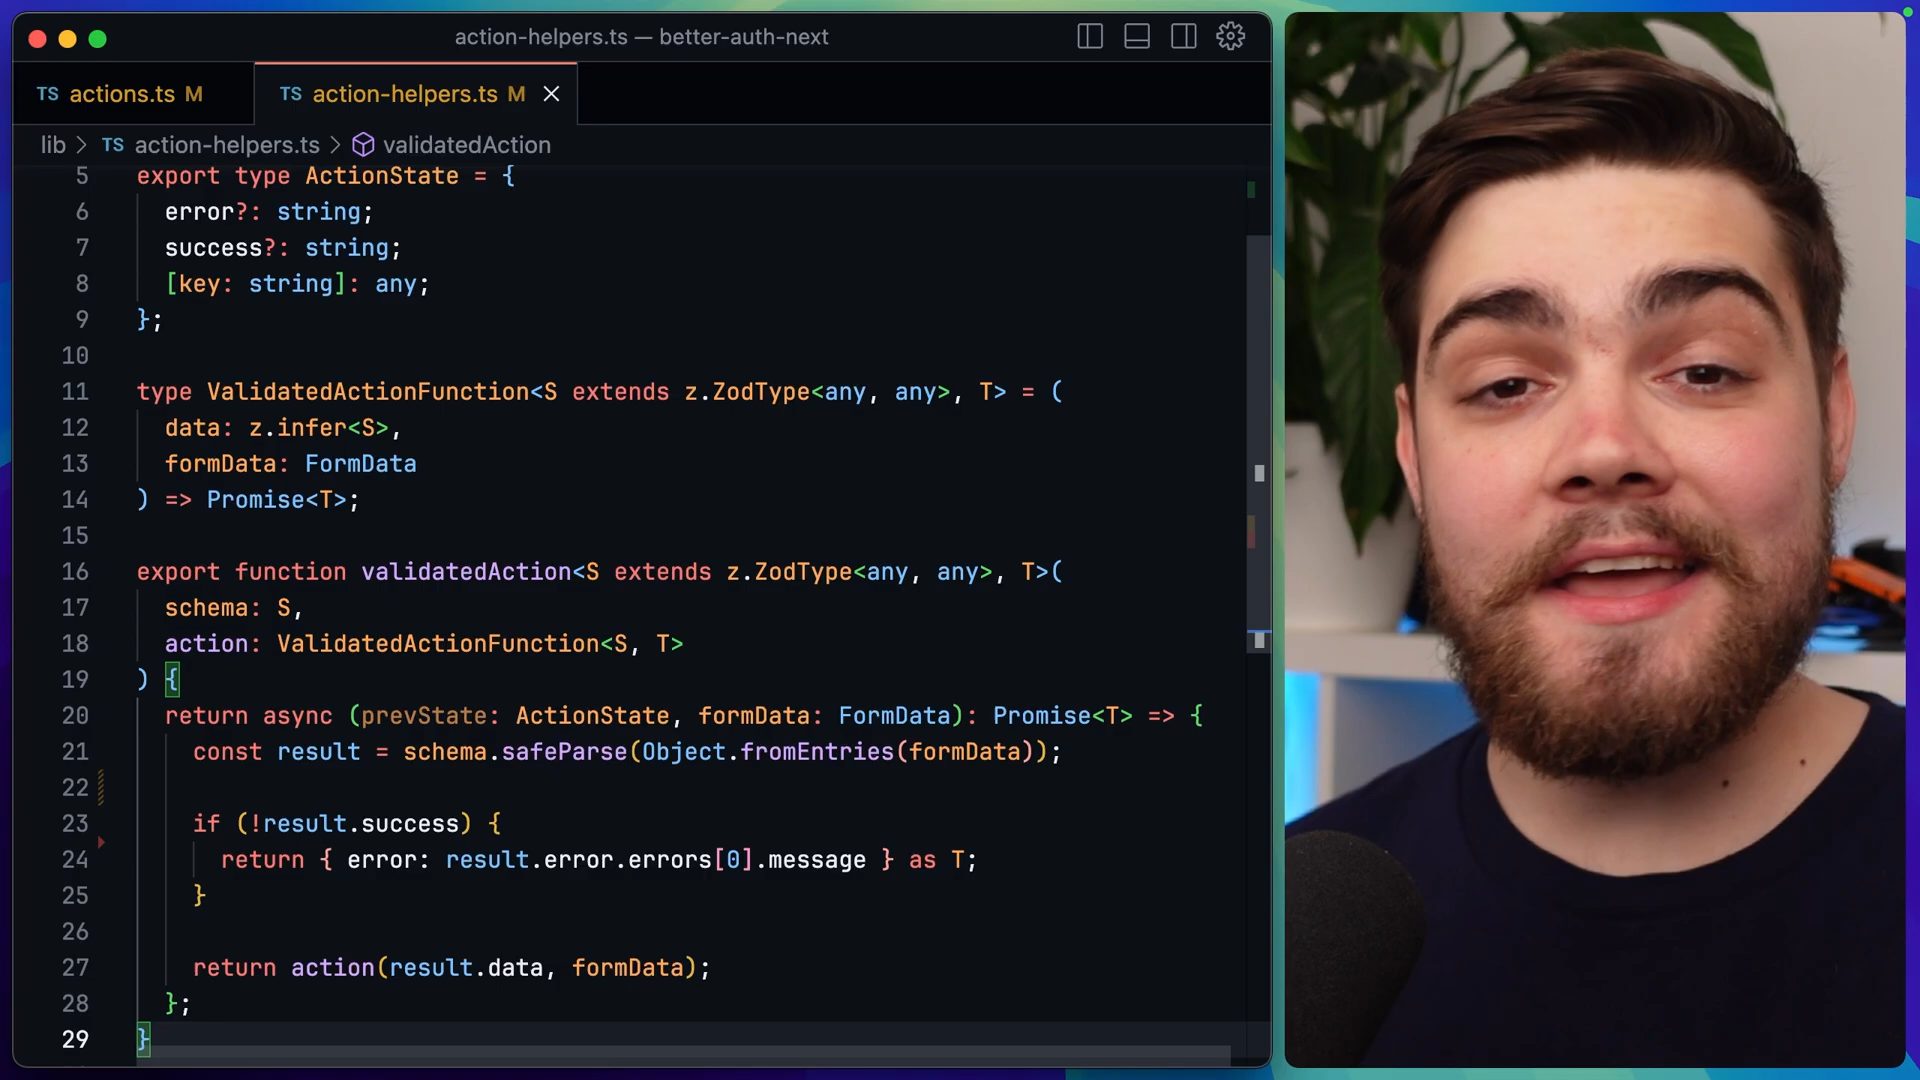 action-helpers.ts — better-auth-next
TS actions.ts M
TS action-helpers.ts M
lib > TS action-helpers.ts > validatedAction
5 export type ActionState = {
6 error?: string;
7 success?: string;
8 [key: string]: any;
9 };
10
11 type ValidatedActionFunction<S extends z.ZodType<any, any>, T> = (
12 data: z.infer<S>,
13 formData: FormData
14 ) => Promise<T>;
15
16 export function validatedAction<S extends z.ZodType<any, any>, T>(
17 schema: S,
18 action: ValidatedActionFunction<S, T>
19 ) {
20 return async (prevState: ActionState, formData: FormData): Promise<T> => {
21 const result = schema.safeParse(Object.fromEntries(formData));
22
23 if (!result.success) {
24 return { error: result.error.errors[0].message } as T;
25 }
26
27 return action(result.data, formData);
28 };
29 }